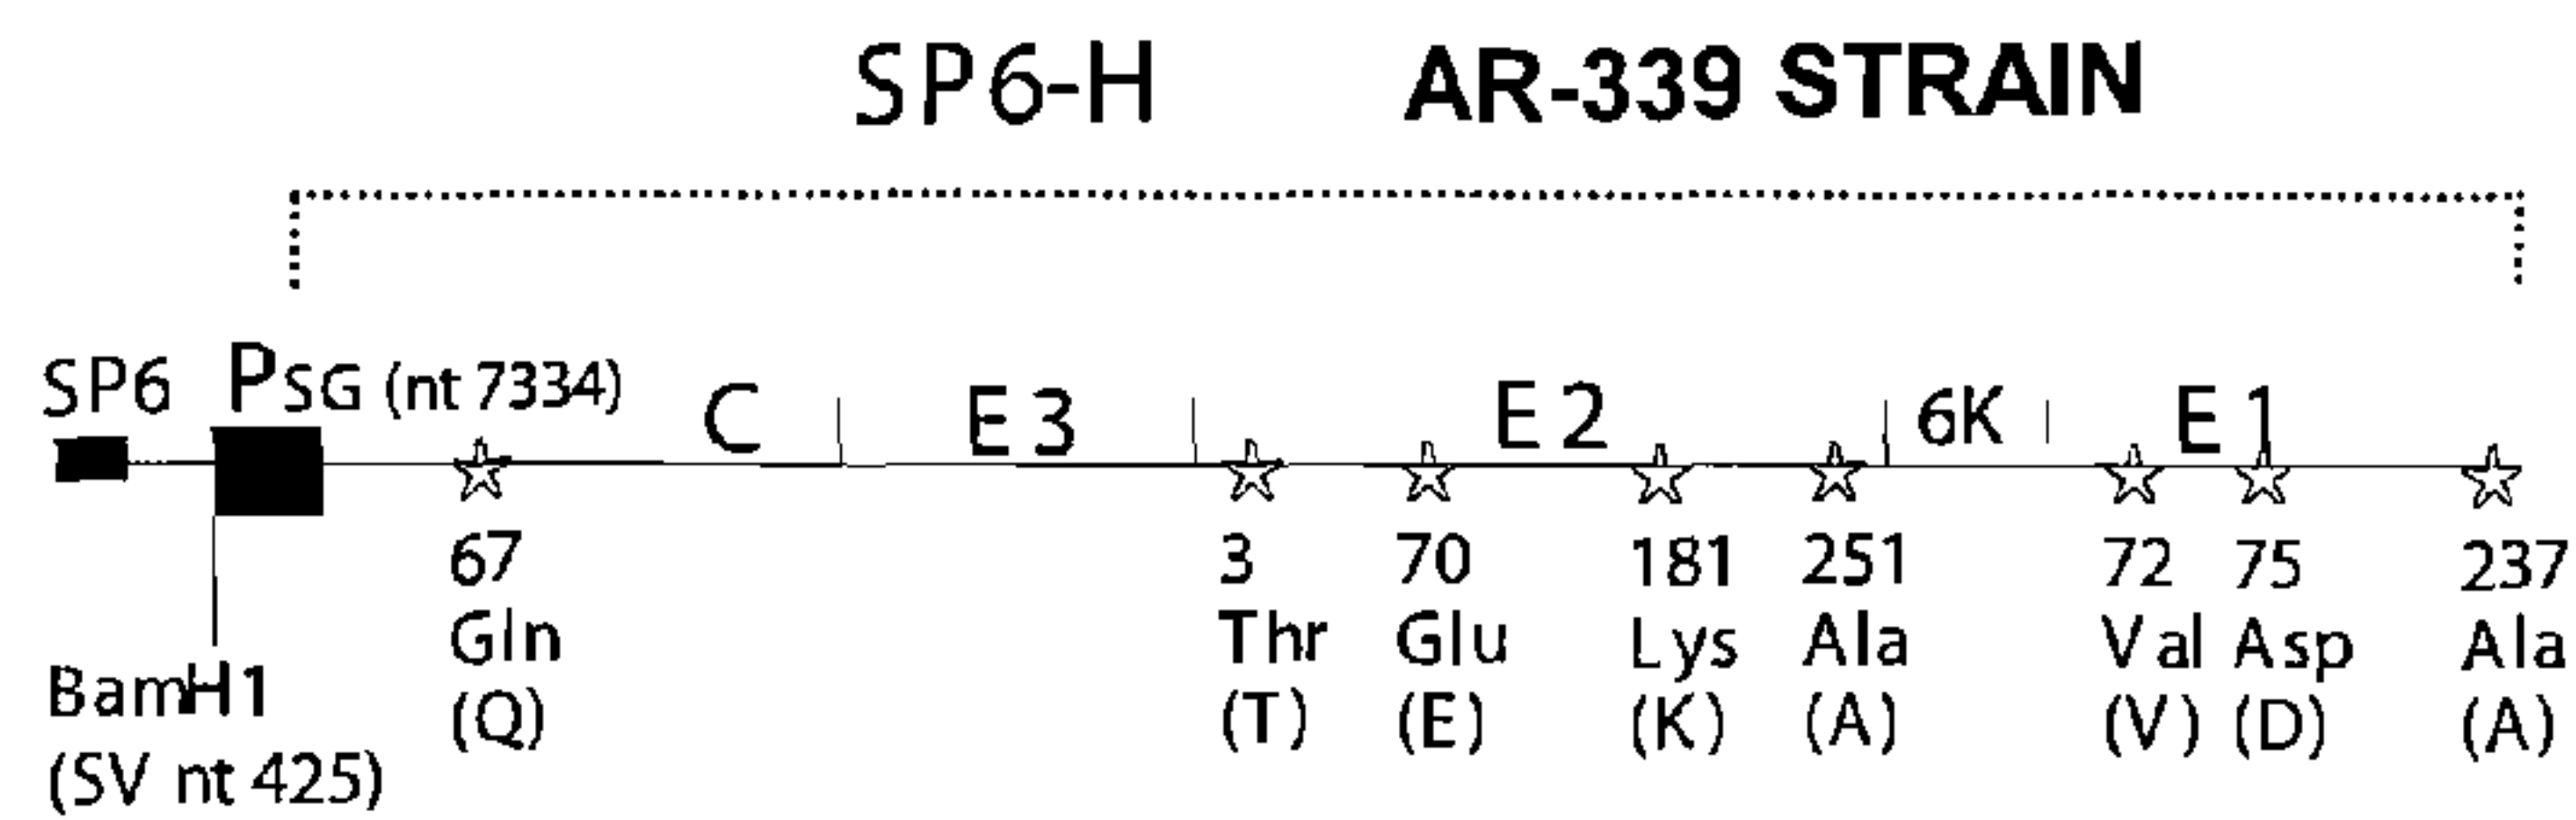 SP6-H AR-339 STRAIN
SP6 PSG (nt 7334) C E3 E2 6K E1
67 3 70 181 251 72 75 237
Gln Thr Glu Lys Ala Val Asp Ala
BamH1 (Q) (T) (E) (K) (A) (V) (D) (A)
(SV nt 425)